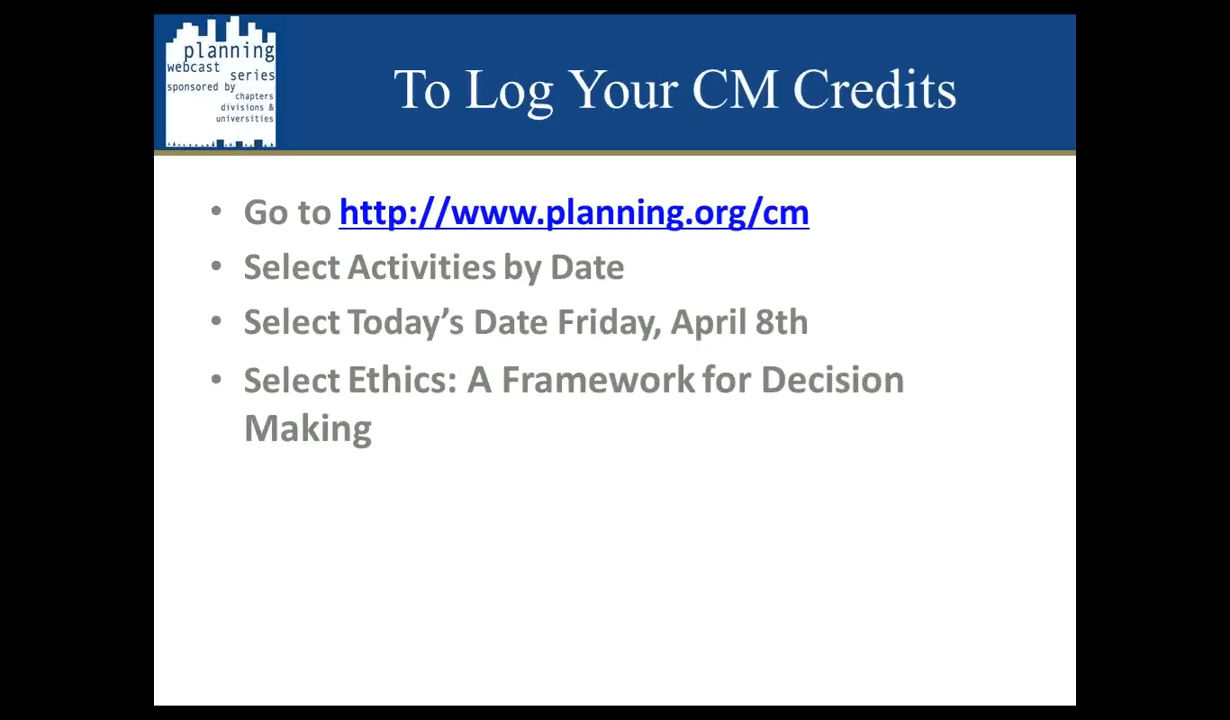 planning
webcast
series
sponsored by
chapters
divisions &
universities
To Log Your CM Credits
• Go to http://www.planning.org/cm
• Select Activities by Date
• Select Today's Date Friday, April 8th
• Select Ethics: A Framework for Decision
Making